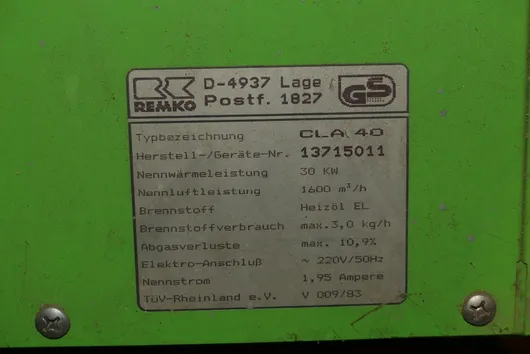 REMKO
D-4937 Lage
Postf. 1827
GS
Typbezeichnung CLA 40
Herstell-/Geräte-Nr. 13715011
Nennwärmeleistung 30 KW
Nennluftleistung 1600 m³/h
Brennstoff Heizöl EL
Brennstoffverbrauch max.3,0 kg/h
Abgasverluste max. 10,9%
Elektro-Anschluß ~ 220V/50Hz
Nennstrom 1,95 Ampere
TüV-Rheinland e.V. V 009/83